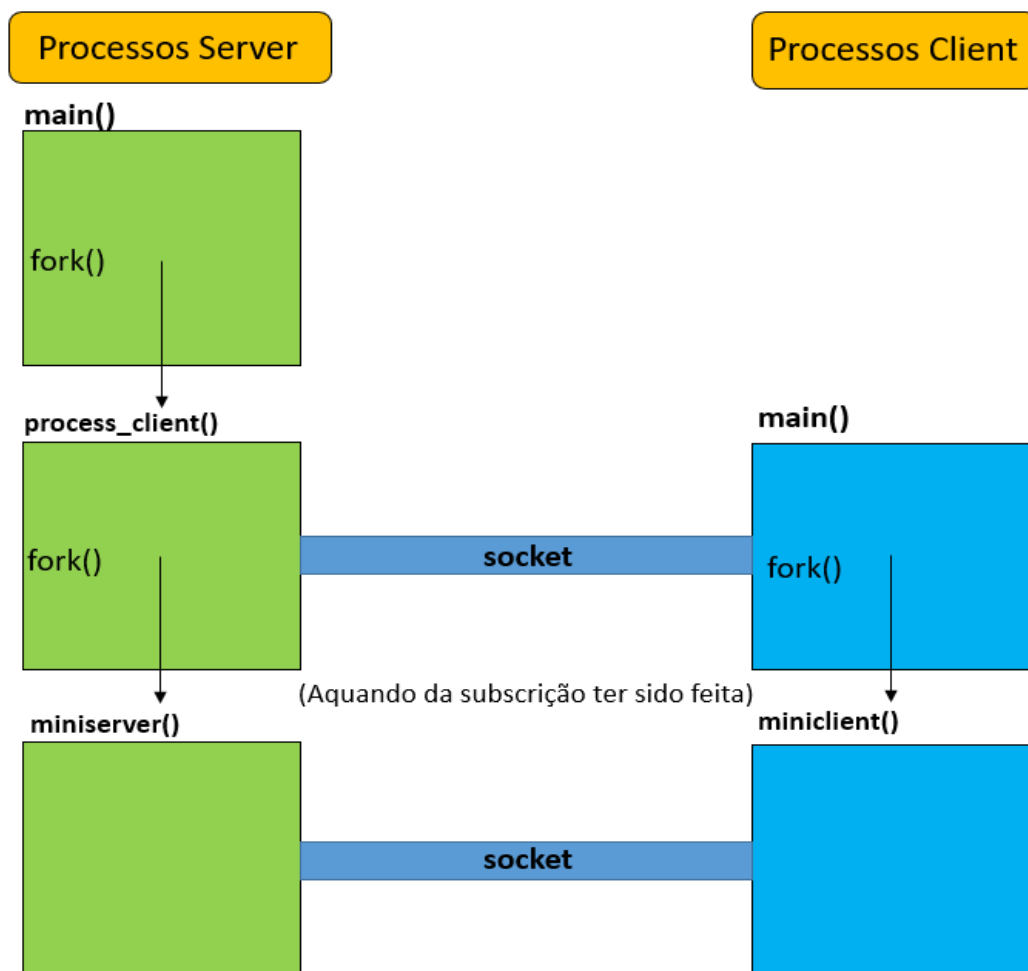 Processos Server
Processos Client
main()
fork()
process_client()
main()
fork()
socket
fork()
(Aquando da subscrição ter sido feita)
miniserver()
miniclient()
socket